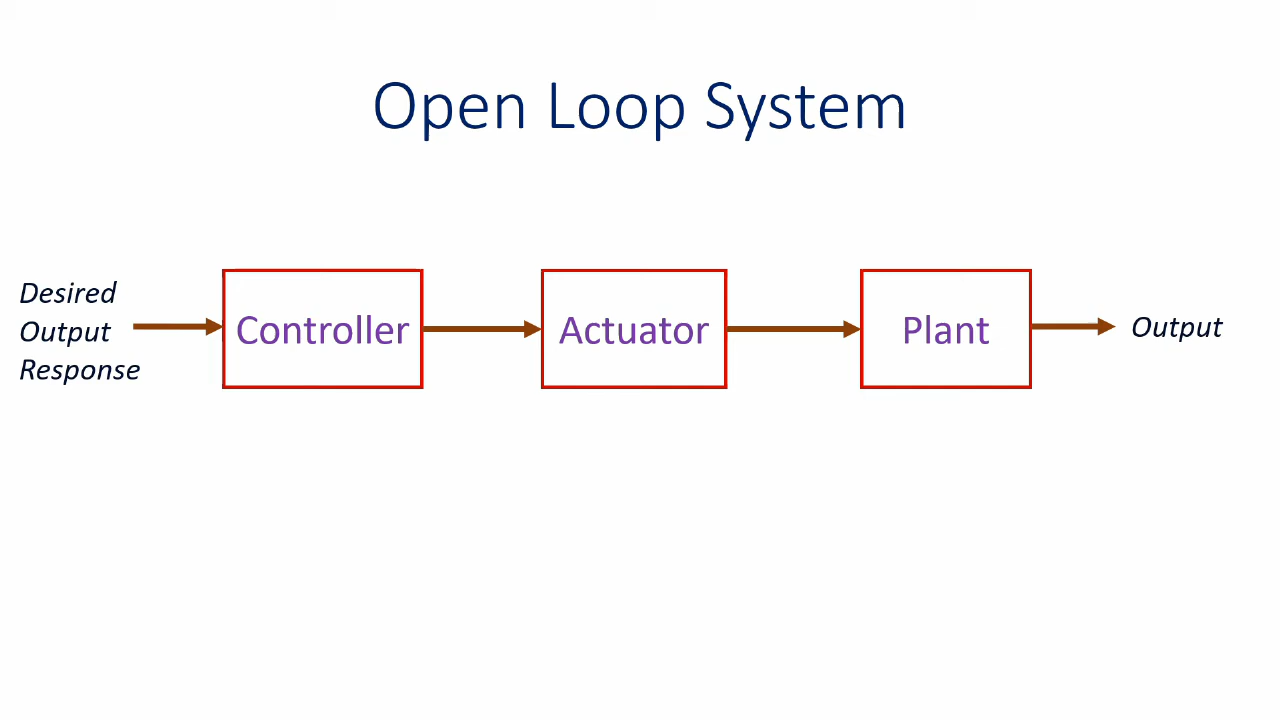 Open Loop System
Desired
Output
Response
Controller
Actuator
Plant
Output